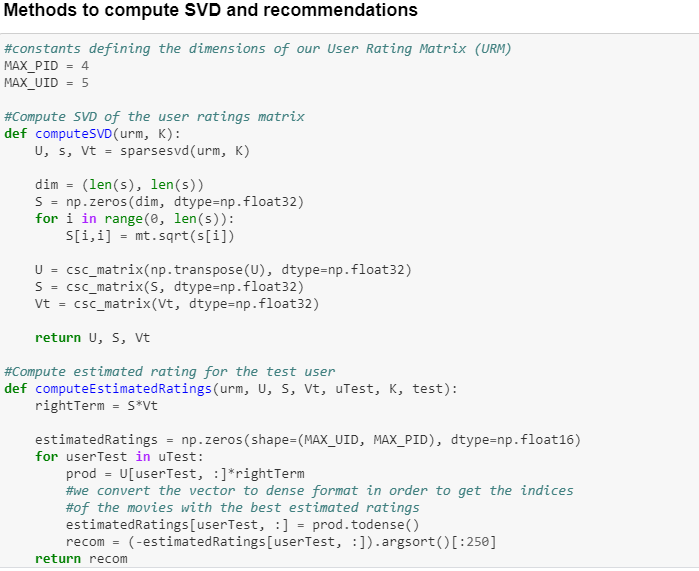 Methods to compute SVD and recommendations
#constants defining the dimensions of our User Rating Matrix (URM)
MAX_PID = 4
MAX_UID = 5
#Compute SVD of the user ratings matrix
def computeSVD(urm, K):
    U, s, Vt = sparsesvd(urm, K)
    dim = (len(s), len(s))
    S = np.zeros(dim, dtype=np.float32)
    for i in range(0, len(s)):
        S[i,i] = mt.sqrt(s[i])
    U = csc_matrix(np.transpose(U), dtype=np.float32)
    S = csc_matrix(S, dtype=np.float32)
    Vt = csc_matrix(Vt, dtype=np.float32)
    return U, S, Vt
#Compute estimated rating for the test user
def computeEstimatedRatings(urm, U, S, Vt, uTest, K, test):
    rightTerm = S*Vt
    estimatedRatings = np.zeros(shape=(MAX_UID, MAX_PID), dtype=np.float16)
    for userTest in uTest:
        prod = U[userTest, :]*rightTerm
        #we convert the vector to dense format in order to get the indices
        #of the movies with the best estimated ratings
        estimatedRatings[userTest, :] = prod.todense()
        recom = (-estimatedRatings[userTest, :]).argsort()[:250]
    return recom